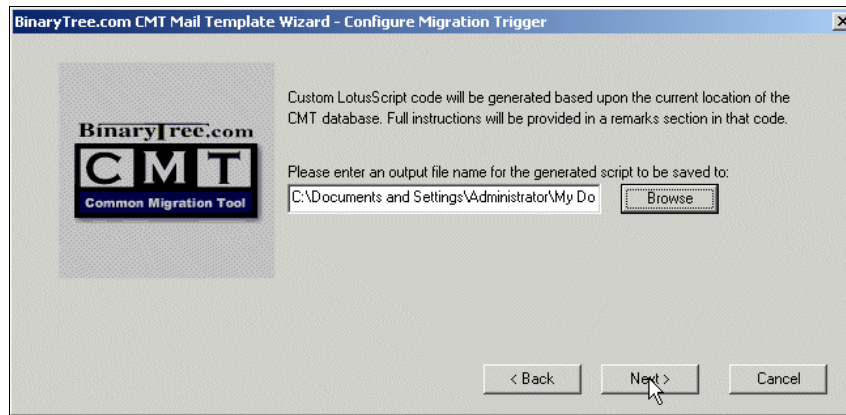 BinaryTree.com CMT Mail Template Wizard - Configure Migration Trigger
BinaryTree.com
CMT
Common Migration Tool
Custom LotusScript code will be generated based upon the current location of the
CMT database. Full instructions will be provided in a remarks section in that code.
Please enter an output file name for the generated script to be saved to:
C:\Documents and Settings\Administrator\My Do
Browse
< Back
Next >
Cancel